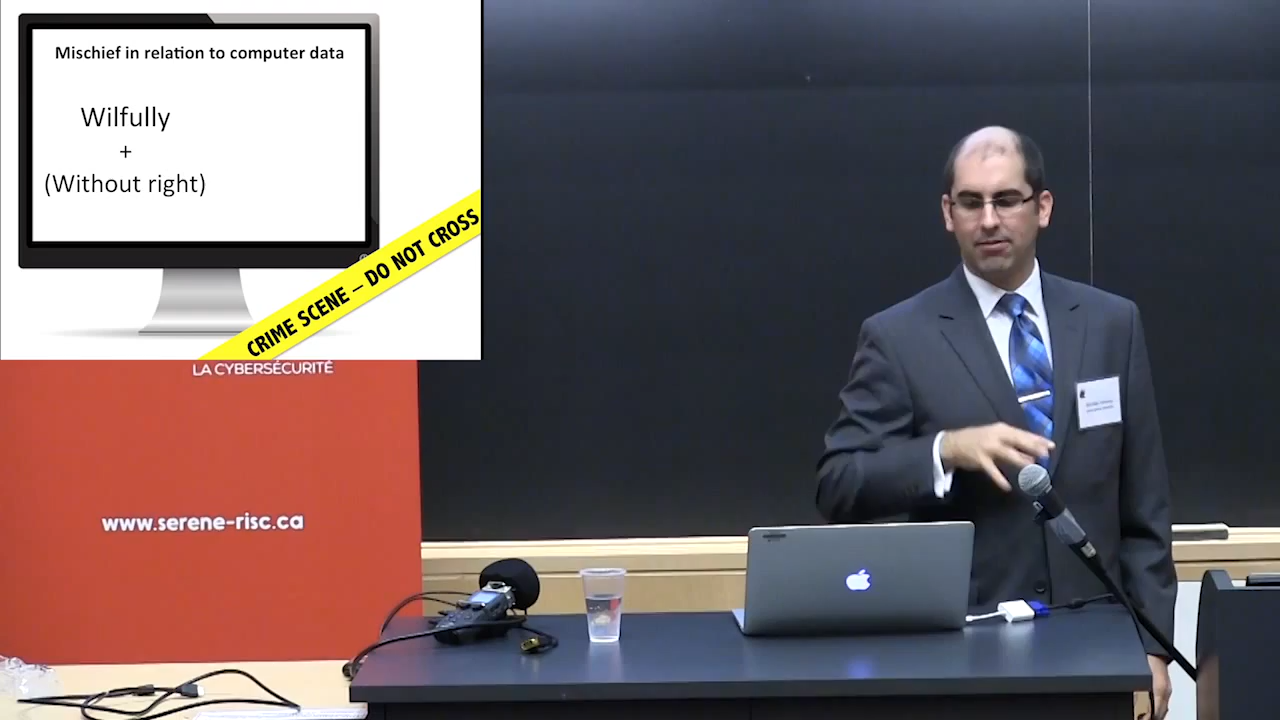 Mischief in relation to computer data
Wilfully
+
(Without right)
CRIME SCENE – DO NOT CROSS
LA CYBERSÉCURITÉ
www.serene-risc.ca